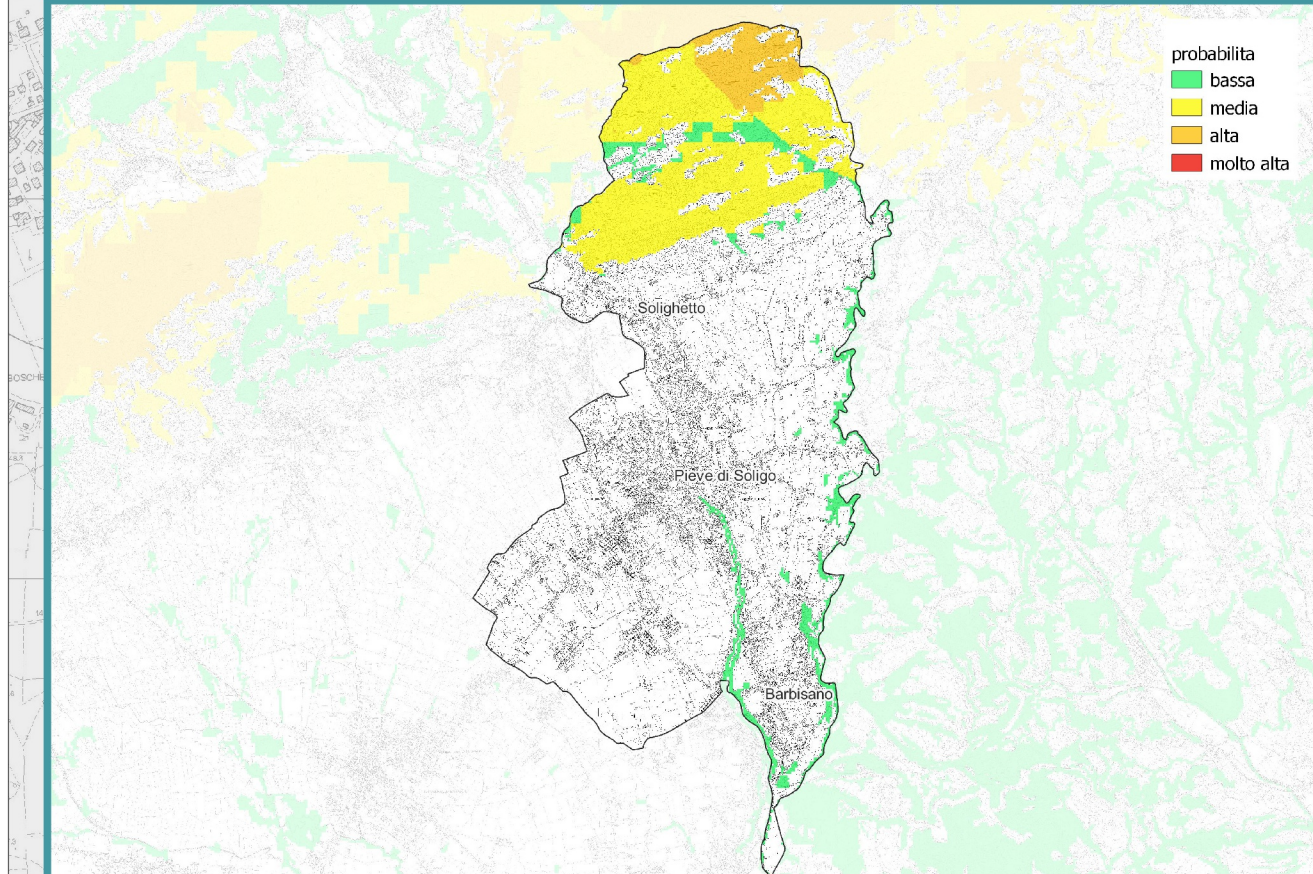 probabilita
bassa
media
alta
molto alta
Solighetto
Pieve di Soligo
Barbisano